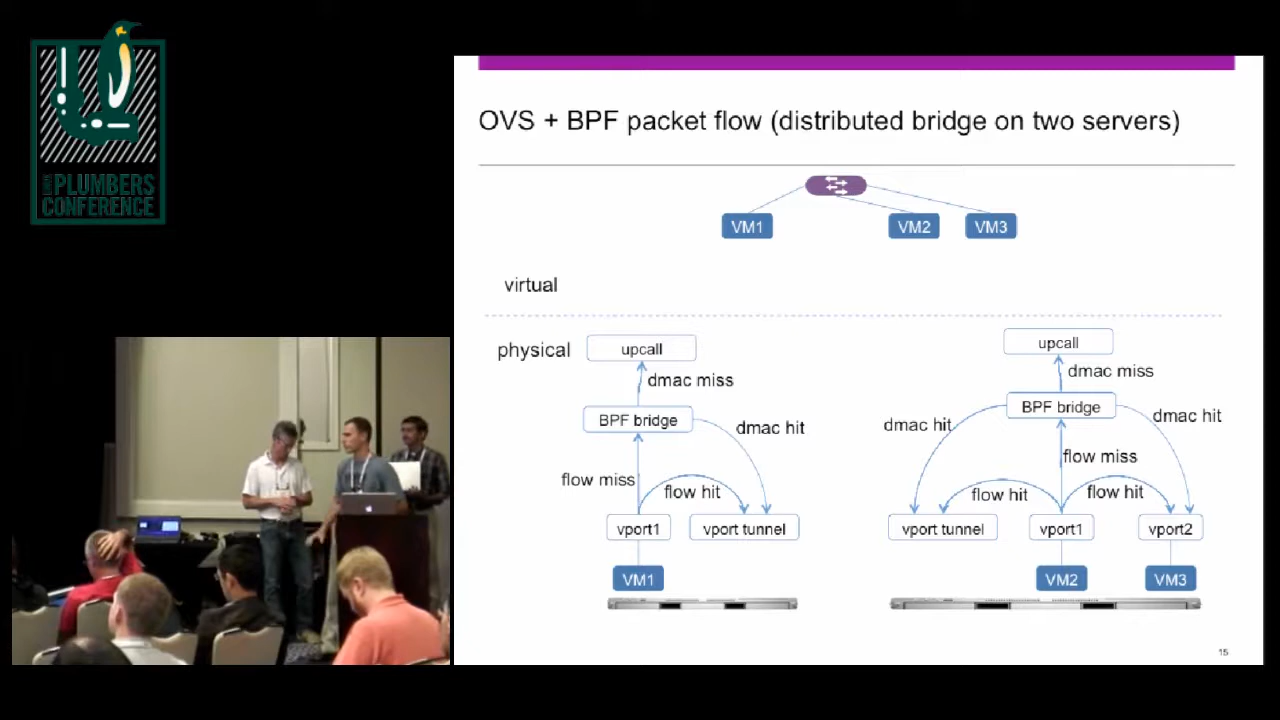 PLUMBERS
CONFERENCE
OVS + BPF packet flow (distributed bridge on two servers)
VM1
VM2
VM3
virtual
physical
upcall
upcall
dmac miss
dmac miss
BPF bridge
BPF bridge
dmac hit
dmac hit
dmac hit
flow miss
flow miss
flow hit
flow hit
flow hit
vport1
vport tunnel
vport tunnel
vport1
vport2
VM1
VM2
VM3
15